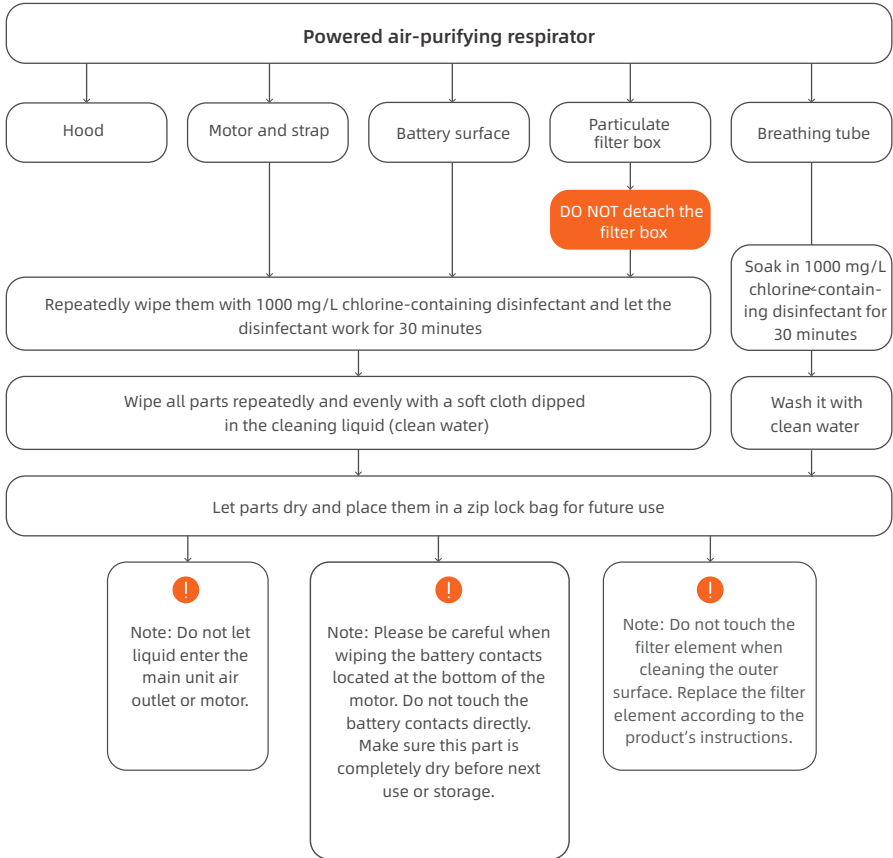 Powered air-purifying respirator
Hood
Motor and strap
Battery surface
Particulate
filter box
Breathing tube
DO NOT detach the
filter box
Repeatedly wipe them with 1000 mg/L chlorine-containing disinfectant and let the
disinfectant work for 30 minutes
Soak in 1000 mg/L
chlorine-contain-
ing disinfectant for
30 minutes
Wipe all parts repeatedly and evenly with a soft cloth dipped
in the cleaning liquid (clean water)
Wash it with
clean water
Let parts dry and place them in a zip lock bag for future use
!
Note: Do not let
liquid enter the
main unit air
outlet or motor.
!
Note: Please be careful when
wiping the battery contacts
located at the bottom of the
motor. Do not touch the
battery contacts directly.
Make sure this part is
completely dry before next
use or storage.
!
Note: Do not touch the
filter element when
cleaning the outer
surface. Replace the filter
element according to the
product’s instructions.